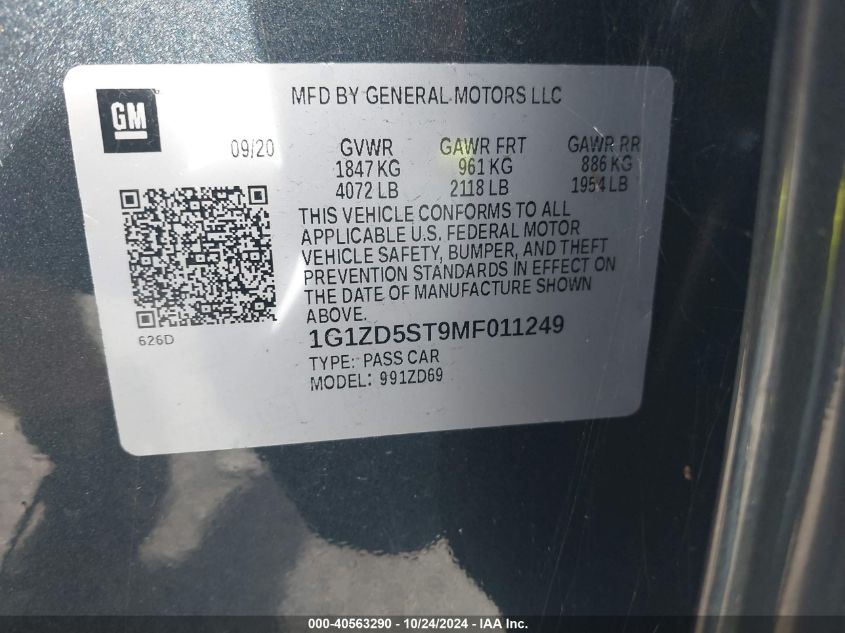 GM
MFD BY GENERAL MOTORS LLC
09/20 GVWR GAWR FRT GAWR RR
1847 KG 961 KG 886 KG
4072 LB 2118 LB 1954 LB
THIS VEHICLE CONFORMS TO ALL
APPLICABLE U.S. FEDERAL MOTOR
VEHICLE SAFETY, BUMPER, AND THEFT
PREVENTION STANDARDS IN EFFECT ON
THE DATE OF MANUFACTURE SHOWN
ABOVE.
626D
1G1ZD5ST9MF011249
TYPE: PASS CAR
MODEL: 991ZD69
000-40563290 - 10/24/2024 - IAA Inc.